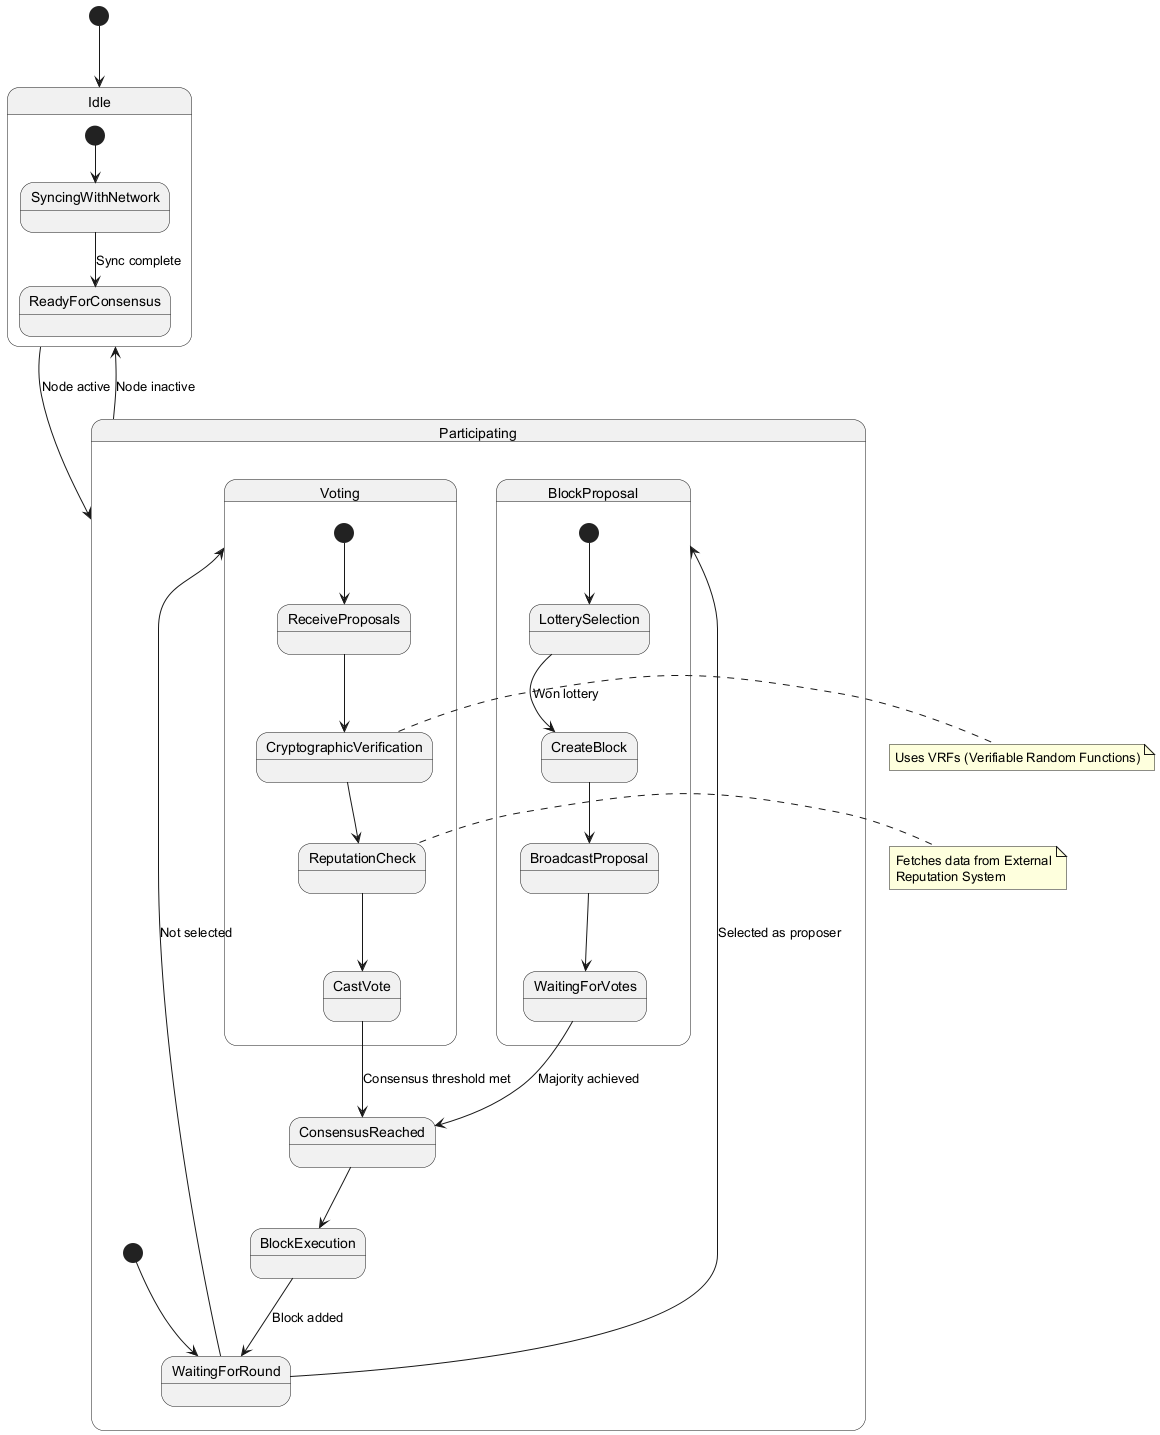 Idle
SyncingWithNetwork
Sync complete
ReadyForConsensus
Node active
Node inactive
Participating
Voting
BlockProposal
ReceiveProposals
LotterySelection
Won lottery
CryptographicVerification
CreateBlock
Uses VRFs (Verifiable Random Functions)
ReputationCheck
BroadcastProposal
Fetches data from External
Reputation System
Not selected
Selected as proposer
CastVote
WaitingForVotes
Consensus threshold met
Majority achieved
ConsensusReached
BlockExecution
Block added
WaitingForRound